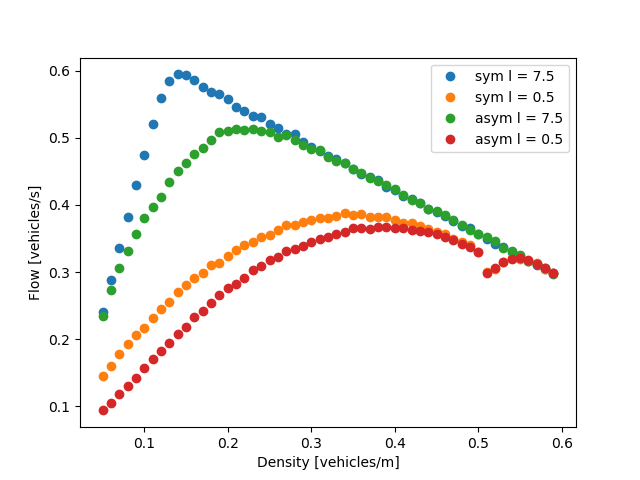 0.6
0.5
0.4
0.3
0.2
0.1
Flow [vehicles/s]
sym l = 7.5
sym l = 0.5
asym l = 7.5
asym l = 0.5
0.1 0.2 0.3 0.4 0.5 0.6
Density [vehicles/m]